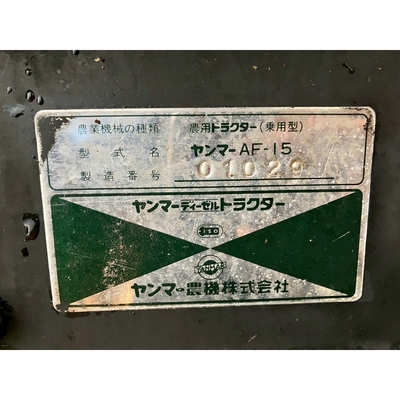 農業機械の種類 農用トラクター(乗用型)
型式名 ヤンマー AF-15
製造番号 01029
ヤンマーディーゼルトラクター
ISO
YANMAR
ヤンマー農機株式会社